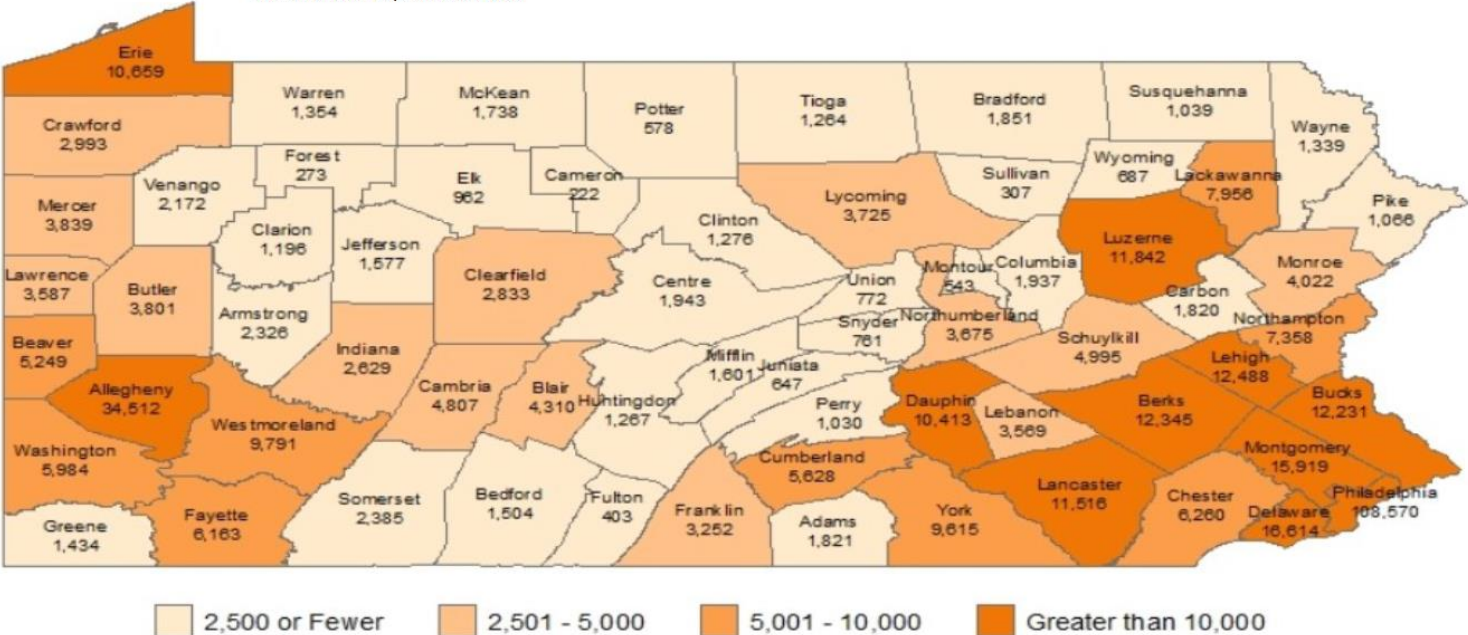 Erie
10,659
Warren
1,354
McKean
1,738
Potter
578
Tioga
1,264
Bradford
1,851
Susquehanna
1,039
Wayne
1,339
Crawford
2,993
Forest
273
Elk
962
Cameron
222
Sullivan
307
Wyoming
687
Lackawanna
7,956
Pike
1,066
Mercer
3,839
Venango
2,172
Clarion
1,196
Jefferson
1,577
Clinton
1,276
Lycoming
3,725
Luzerne
11,842
Monroe
4,022
Lawrence
3,587
Butler
3,801
Armstrong
2,326
Clearfield
2,833
Centre
1,943
Union
772
Montour
543
Columbia
1,937
Carbon
1,820
Northampton
7,358
Beaver
5,249
Indiana
2,629
Snyder
761
Northumberland
3,675
Schuylkill
4,995
Lehigh
12,488
Allegheny
34,512
Westmoreland
9,791
Cambria
4,807
Blair
4,310
Huntingdon
1,267
Mifflin
1,601
Juniata
647
Perry
1,030
Dauphin
10,413
Lebanon
3,569
Berks
12,345
Bucks
12,231
Washington
5,984
Cumberland
5,628
Lancaster
11,516
Montgomery
15,919
Greene
1,434
Fayette
6,163
Somerset
2,385
Bedford
1,504
Fulton
403
Franklin
3,252
Adams
1,821
York
9,615
Chester
6,260
Delaware
16,614
Philadelphia
108,570
2,500 or Fewer
2,501 - 5,000
5,001 - 10,000
Greater than 10,000